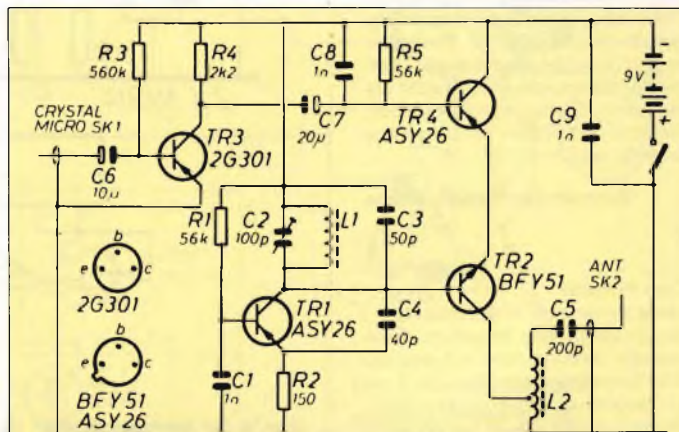 R3
560k
R4
2k2
C8
1n
R5
56k
9V
-
+
CRYSTAL
MICRO SK1
C6
10μ
TR3
2G301
C7
20μ
TR4
ASY26
C9
1n
R1
56k
C2
100p
L1
C3
50p
TR2
BFY51
ANT
SK2
b
e c
2G301
TR1
ASY26
C4
40p
C5
200p
b
e c
BFY51
ASY26
C1
1n
R2
150
L2